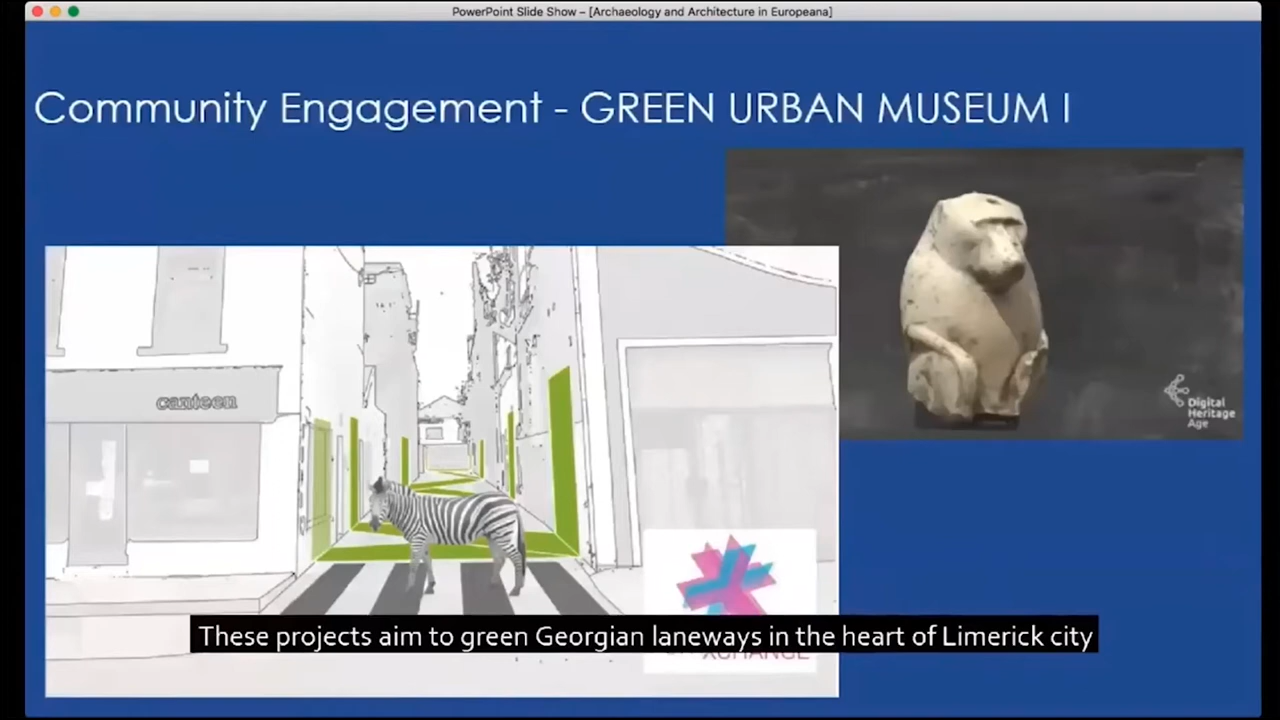 PowerPoint Slide Show – [Archaeology and Architecture in Europeana]
Community Engagement - GREEN URBAN MUSEUM I
canteen
Digital
Heritage
Age
These projects aim to green Georgian laneways in the heart of Limerick city